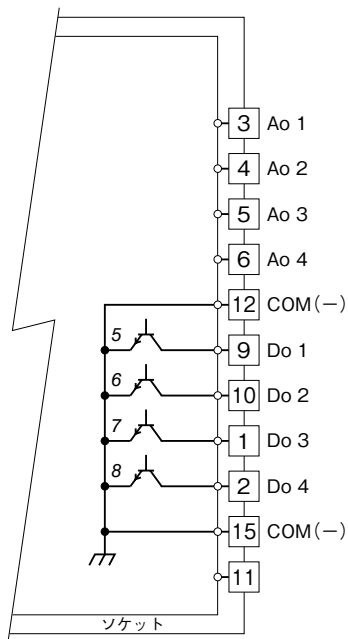 3 Ao 1
4 Ao 2
5 Ao 3
6 Ao 4
12 COM(－)
5 9 Do 1
6 10 Do 2
7 1 Do 3
8 2 Do 4
15 COM(－)
11
ソケット